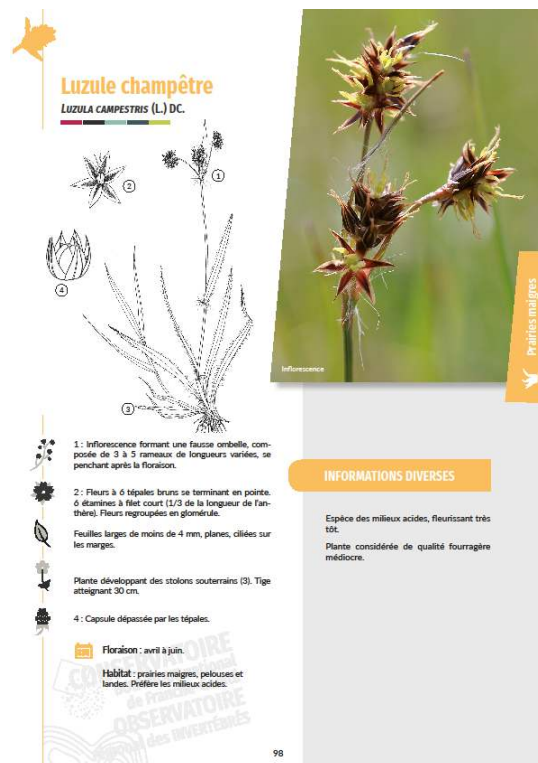 Luzule champêtre
LUZULA CAMPESTRIS (L.) DC.
1
2
4
3
Inflorescence
Prairies maigres
1 : Inflorescence formant une fausse ombelle, com-
posée de 3 à 5 rameaux de longueurs variées, se
penchant après la floraison.
2 : Fleurs à 6 tépales bruns se terminant en pointe.
6 étamines à filet court (1/3 de la longueur de l'an-
thère). Fleurs regroupées en glomérule.
Feuilles larges de moins de 4 mm, planes, ciliées sur
les marges.
Plante développant des stolons souterrains (3). Tige
atteignant 30 cm.
4 : Capsule dépassée par les tépales.
Floraison : avril à juin.
Habitat : prairies maigres, pelouses et
landes. Préfère les milieux acides.
INFORMATIONS DIVERSES
Espèce des milieux acides, fleurissant très
tôt.
Plante considérée de qualité fourragère
médiocre.
CONSERVATOIRE
OBSERVATOIRE
des INVERTÉBRÉS
98